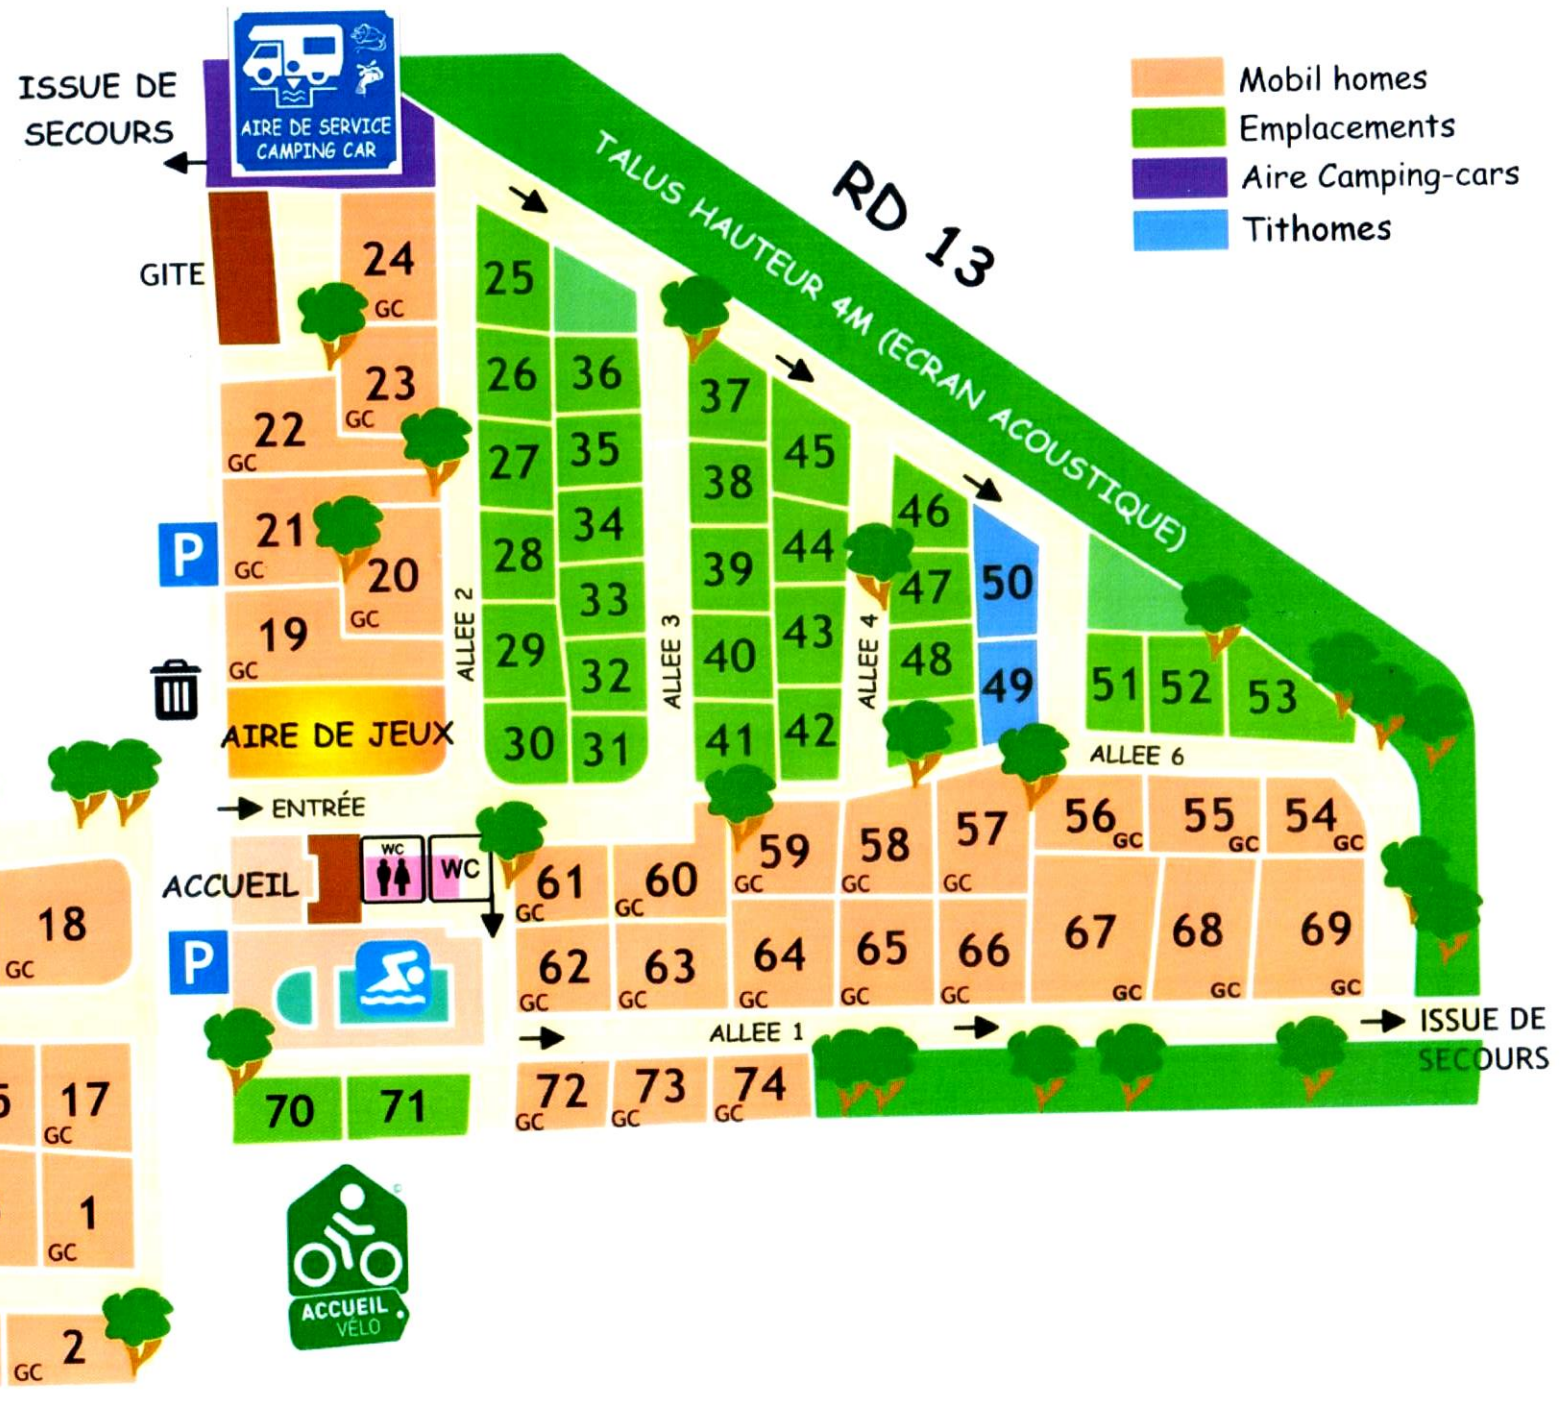 ISSUE DE
SECOURS
AIRE DE SERVICE
CAMPING CAR
Mobil homes
Emplacements
Aire Camping-cars
Tithomes
RD 13
TALUS HAUTEUR 4M (ECRAN ACOUSTIQUE)
GITE
24
GC
23
GC
22
GC
21
GC
20
GC
19
GC
P
AIRE DE JEUX
ALLEE 2
25
26
36
27
35
28
34
33
29
32
30
31
ALLEE 3
37
45
38
44
39
43
40
42
41
ALLEE 4
46
50
47
48
49
51
52
53
ALLEE 6
ENTRÉE
ACCUEIL
WC
WC
P
61
GC
60
GC
59
GC
58
GC
57
GC
56
GC
55
GC
54
GC
62
GC
63
GC
64
GC
65
GC
66
GC
67
GC
68
GC
69
GC
ALLEE 1
ISSUE DE
SECOURS
70
71
72
GC
73
GC
74
GC
18
GC
17
GC
1
GC
2
GC
©
ACCUEIL
VÉLO